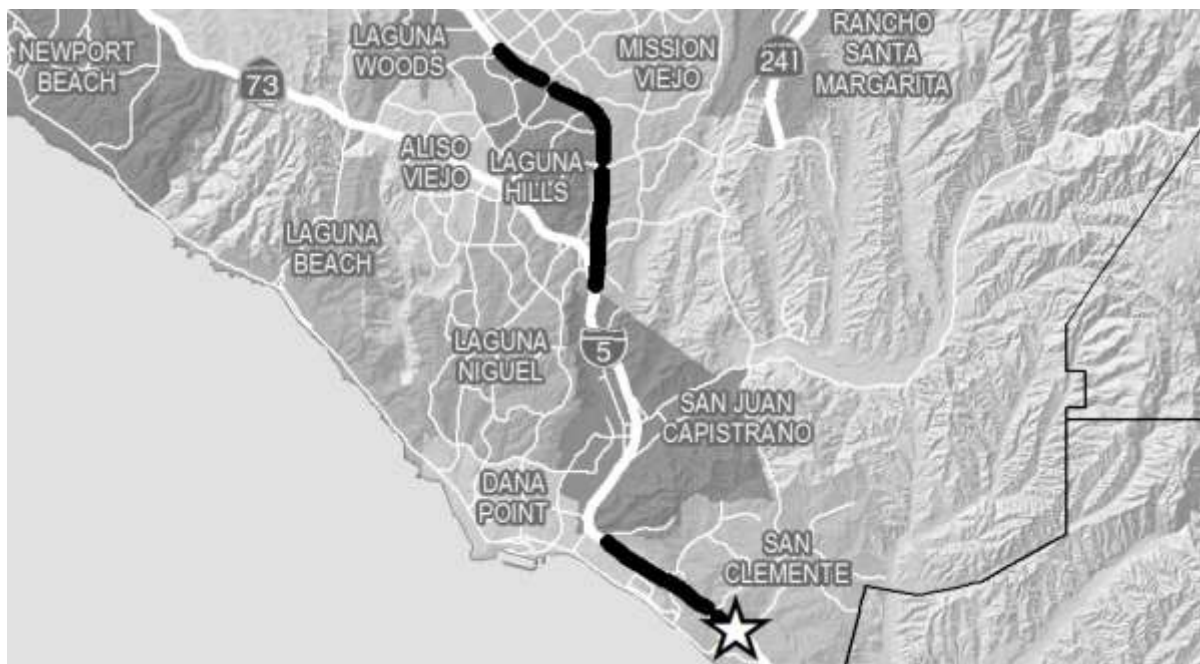 NEWPORT
BEACH
LAGUNA
WOODS
MISSION
VIEJO
RANCHO
SANTA
MARGARITA
73
241
ALISO
VIEJO
LAGUNA
HILLS
LAGUNA
BEACH
LAGUNA
NIGUEL
5
SAN JUAN
CAPISTRANO
DANA
POINT
SAN
CLEMENTE